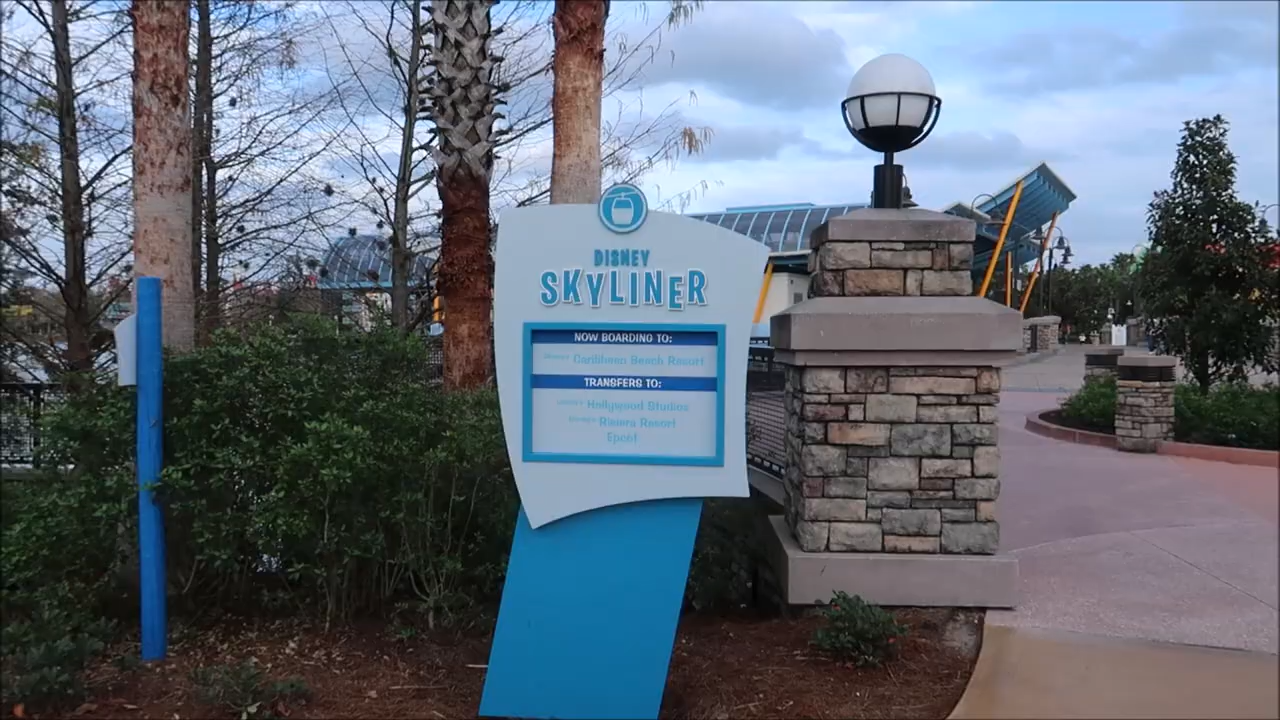 DISNEY
SKYLINER
NOW BOARDING TO:
Caribbean Beach Resort
TRANSFERS TO:
Hollywood Studios
Riviera Resort
Epcot